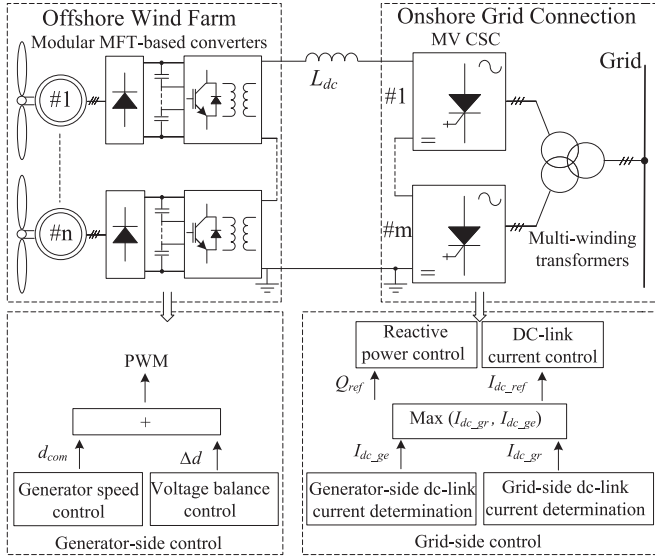 Offshore Wind Farm
Modular MFT-based converters
#1
#n
L_dc
Onshore Grid Connection
MV CSC
#1
#m
Grid
Multi-winding
transformers
PWM
+
d_com
Δd
Generator speed
control
Voltage balance
control
Generator-side control
Reactive
power control
DC-link
current control
Q_ref
I_dc_ref
Max (I_dc_gr , I_dc_ge)
I_dc_ge
I_dc_gr
Generator-side dc-link
current determination
Grid-side dc-link
current determination
Grid-side control